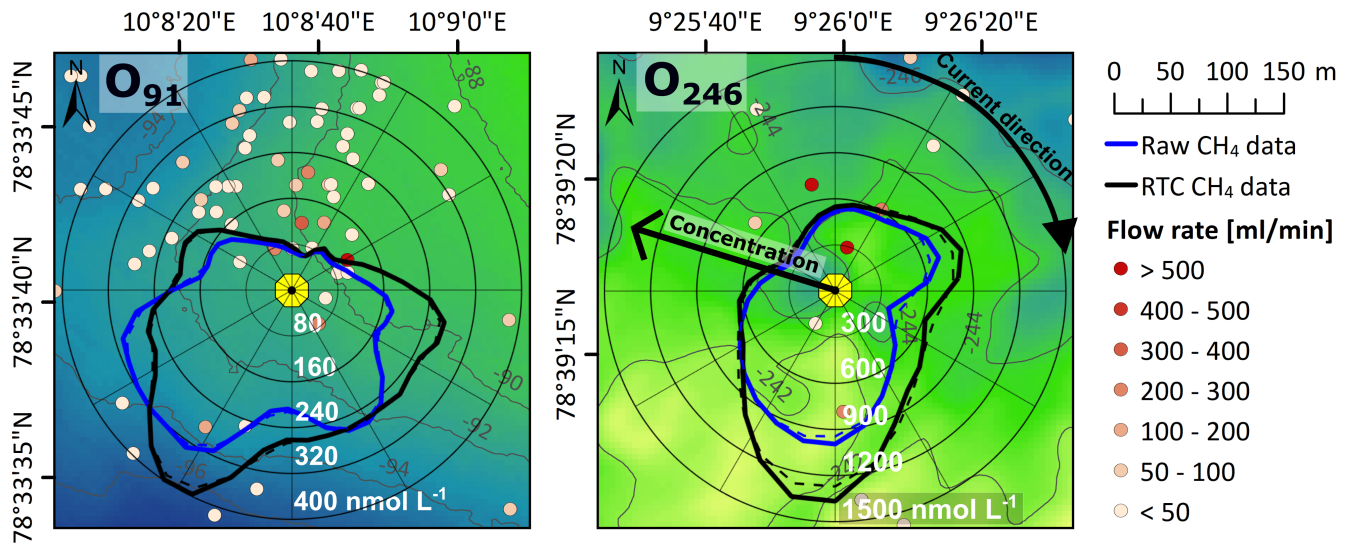 10°8'20"E 10°8'40"E 10°9'0"E
78°33'45"N
78°33'40"N
78°33'35"N
N
O91
-88
-94
-90
-92
-94
-96
80
160
240
320
400 nmol L-1
9°25'40"E 9°26'0"E 9°26'20"E
78°39'20"N
78°39'15"N
N
O246
-246
-244
-244
-244
-242
Current direction
Concentration
300
600
900
1200
1500 nmol L-1
0 50 100 150 m
Raw CH4 data
RTC CH4 data
Flow rate [ml/min]
> 500
400 - 500
300 - 400
200 - 300
100 - 200
50 - 100
< 50